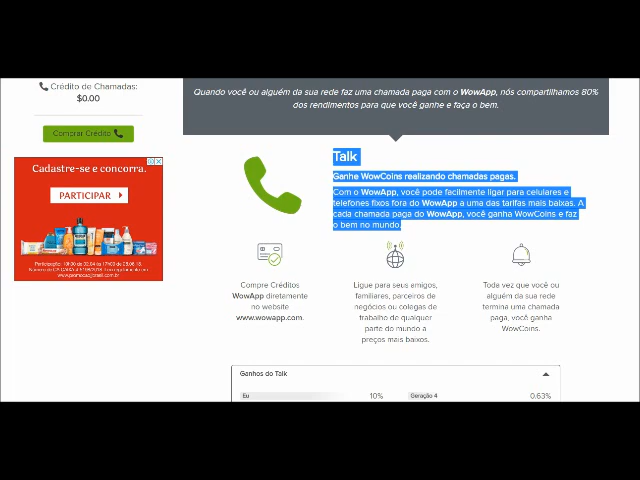 Crédito de Chamadas:
$0.00
Comprar Crédito
Cadastre-se e concorra.
PARTICIPAR
Quando você ou alguém da sua rede faz uma chamada paga com o WowApp, nós compartilhamos 80%
dos rendimentos para que você ganhe e faça o bem.
Talk
Ganhe WowCoins realizando chamadas pagas.
Com o WowApp, você pode facilmente ligar para celulares e
telefones fixos fora do WowApp a uma das tarifas mais baixas. A
cada chamada paga do WowApp, você ganha WowCoins e faz
o bem no mundo.
Compre Créditos
WowApp diretamente
no website
www.wowapp.com.
Ligue para seus amigos,
familiares, parceiros de
negócios ou colegas de
trabalho de qualquer
parte do mundo a
preços mais baixos.
Toda vez que você ou
alguém da sua rede
termina uma chamada
paga, você ganha
WowCoins.
Ganhos do Talk
Eu 10% Geração 4 0.63%